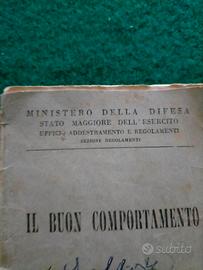 MINISTERO DELLA DIFESA
STATO MAGGIORE DELL'ESERCITO
UFFICIO ADDESTRAMENTO E REGOLAMENTI
SEZIONE REGOLAMENTI
IL BUON COMPORTAMENTO
subito